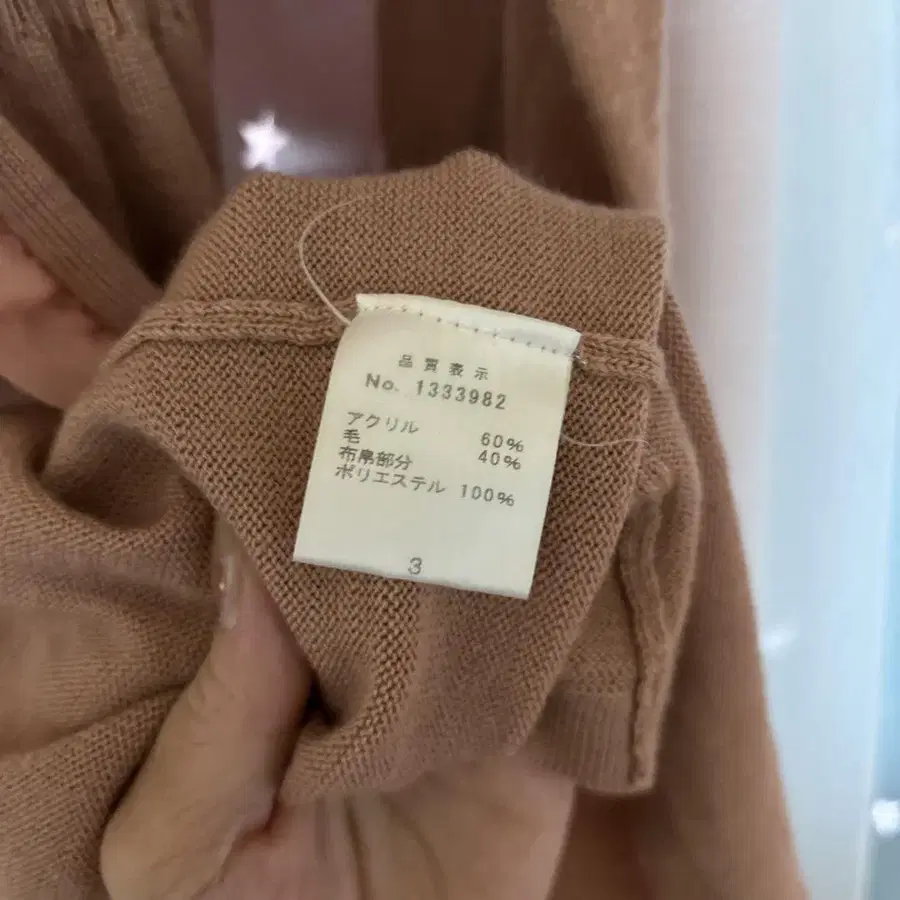 品質表示
No. 1333982
アクリル 60%
毛 40%
布帛部分
ポリエステル 100%
3